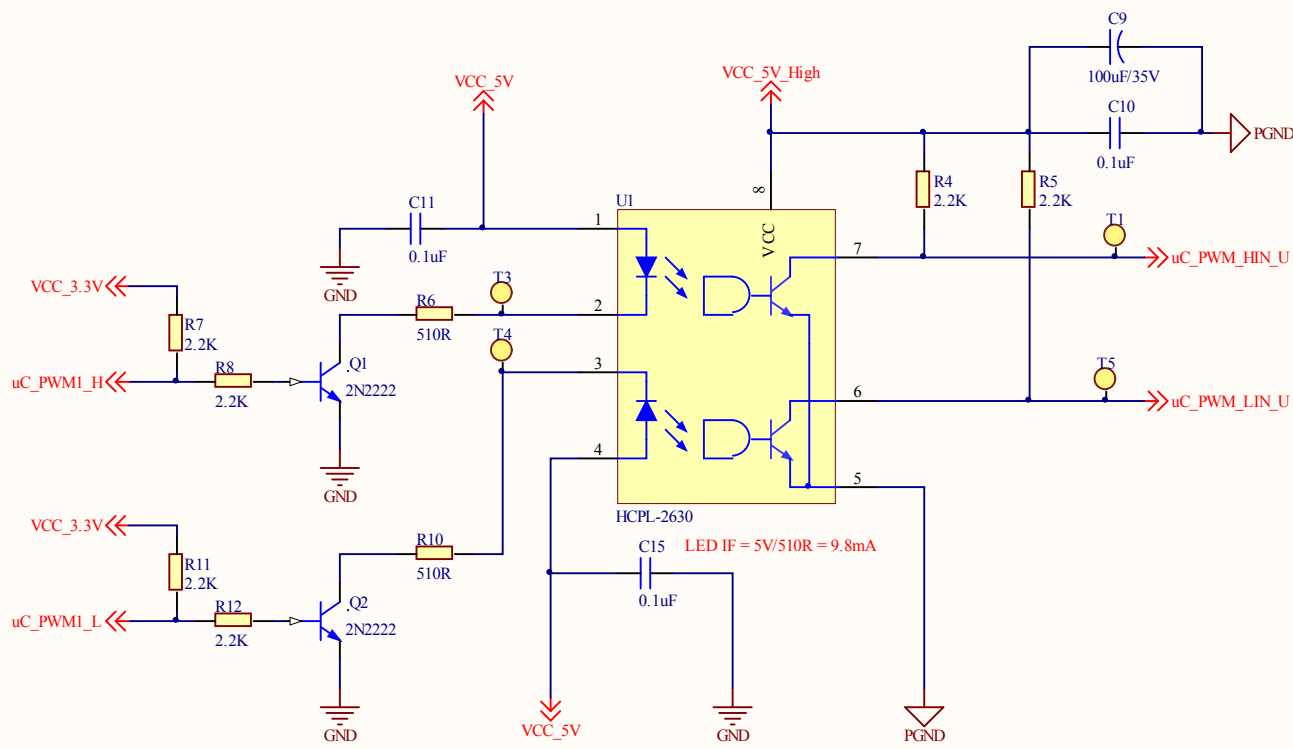 C9
100uF/35V
VCC_5V
VCC_5V_High
C10
0.1uF
PGND
8
VCC
R4
2.2K
R5
2.2K
U1
C11
0.1uF
GND
1
7
T1
uC_PWM_HIN_U
VCC_3.3V
R7
2.2K
R6
510R
T3
2
T4
uC_PWM1_H
R8
2.2K
.Q1
2N2222
GND
3
6
T5
uC_PWM_LIN_U
4
5
HCPL-2630
LED IF = 5V/510R = 9.8mA
VCC_3.3V
R11
2.2K
R10
510R
C15
0.1uF
uC_PWM1_L
R12
2.2K
.Q2
2N2222
GND
VCC_5V
GND
PGND